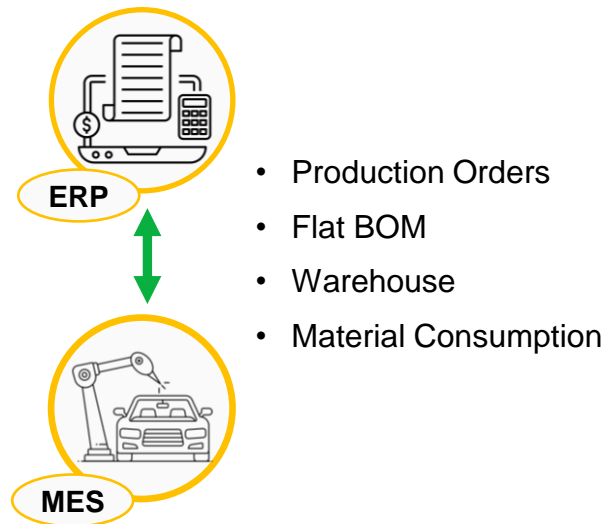 $
ERP
• Production Orders
• Flat BOM
• Warehouse
• Material Consumption
MES